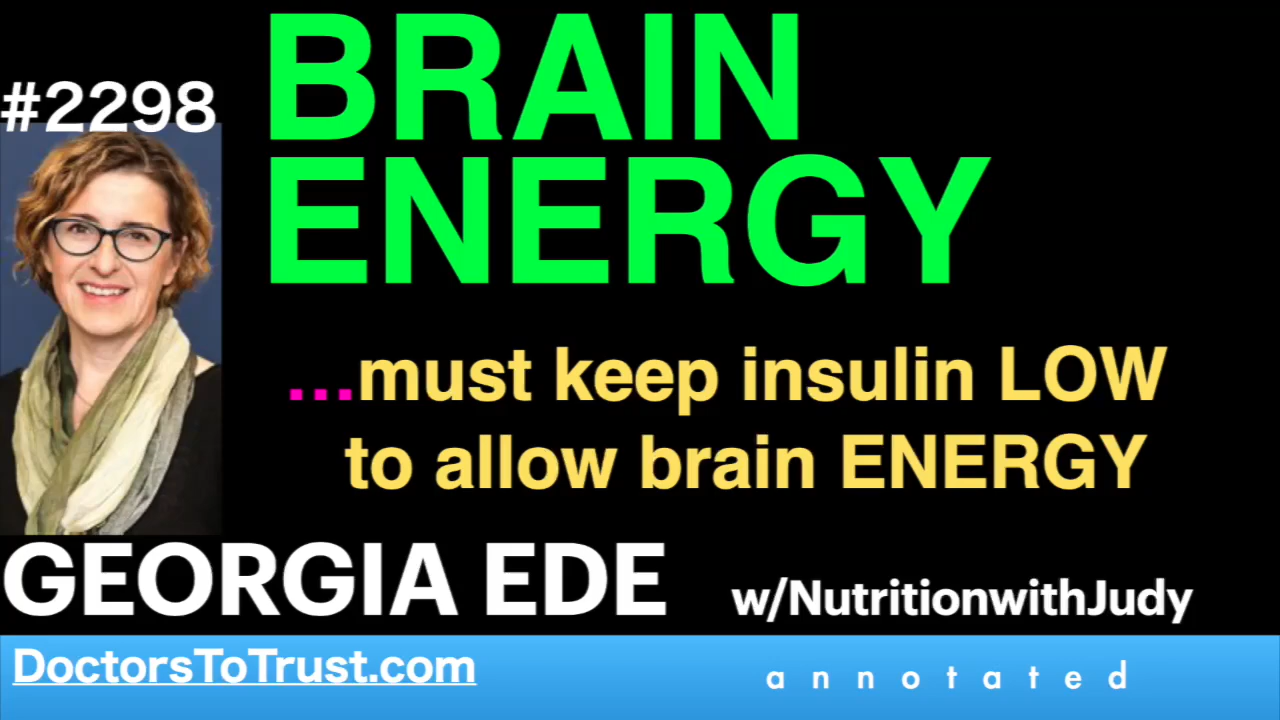 BRAIN
ENERGY
#2298
...must keep insulin LOW
to allow brain ENERGY
GEORGIA EDE
w/NutritionwithJudy
DoctorsToTrust.com
annotated